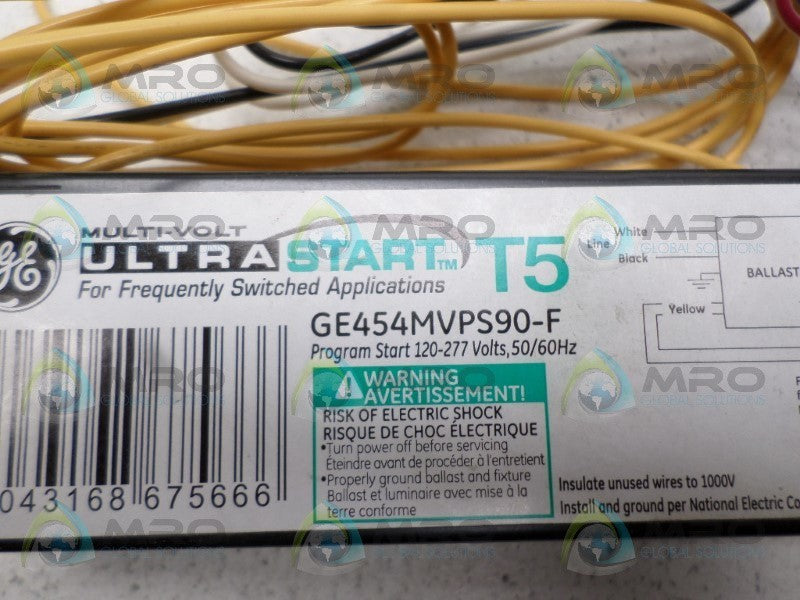 GE
MULTI-VOLT
ULTRASTART™ T5
For Frequently Switched Applications
GE454MVPS90-F
Program Start 120-277 Volts,50/60Hz
WARNING
AVERTISSEMENT!
RISK OF ELECTRIC SHOCK
RISQUE DE CHOC ÉLECTRIQUE
•Turn power off before servicing
Éteindre avant de procéder à l'entretient
•Properly ground ballast and fixture
Ballast et luminaire avec mise à la
terre conforme
043168 675666
White
Line
Black
BALLAST
Yellow
Insulate unused wires to 1000V
Install and ground per National Electric Co
MRO
GLOBAL SOLUTIONS